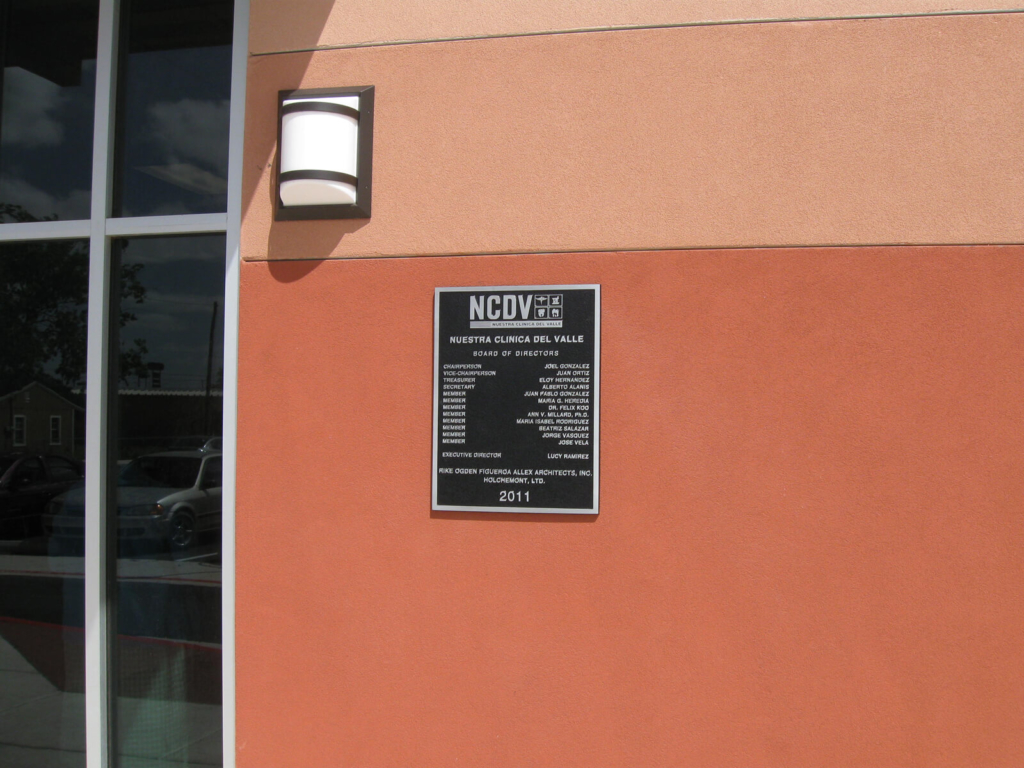 NCDV
NUESTRA CLINICA DEL VALLE
NUESTRA CLINICA DEL VALLE
BOARD OF DIRECTORS
CHAIRPERSON JOEL GONZALEZ
VICE-CHAIRPERSON JUAN ORTIZ
TREASURER ELOY HERNANDEZ
SECRETARY ALBERTO ALANIS
MEMBER JUAN PABLO GONZALEZ
MEMBER MARIA G. HEREDIA
MEMBER DR. FELIX KOO
MEMBER ANN V. MILLARD, Ph.D.
MEMBER MARIA ISABEL RODRIGUEZ
MEMBER BEATRIZ SALAZAR
MEMBER JORGE VASQUEZ
MEMBER JOSE VELA
EXECUTIVE DIRECTOR LUCY RAMIREZ
RIKE OGDEN FIGUEROA ALLEX ARCHITECTS, INC.
HOLCHEMONT, LTD.
2011